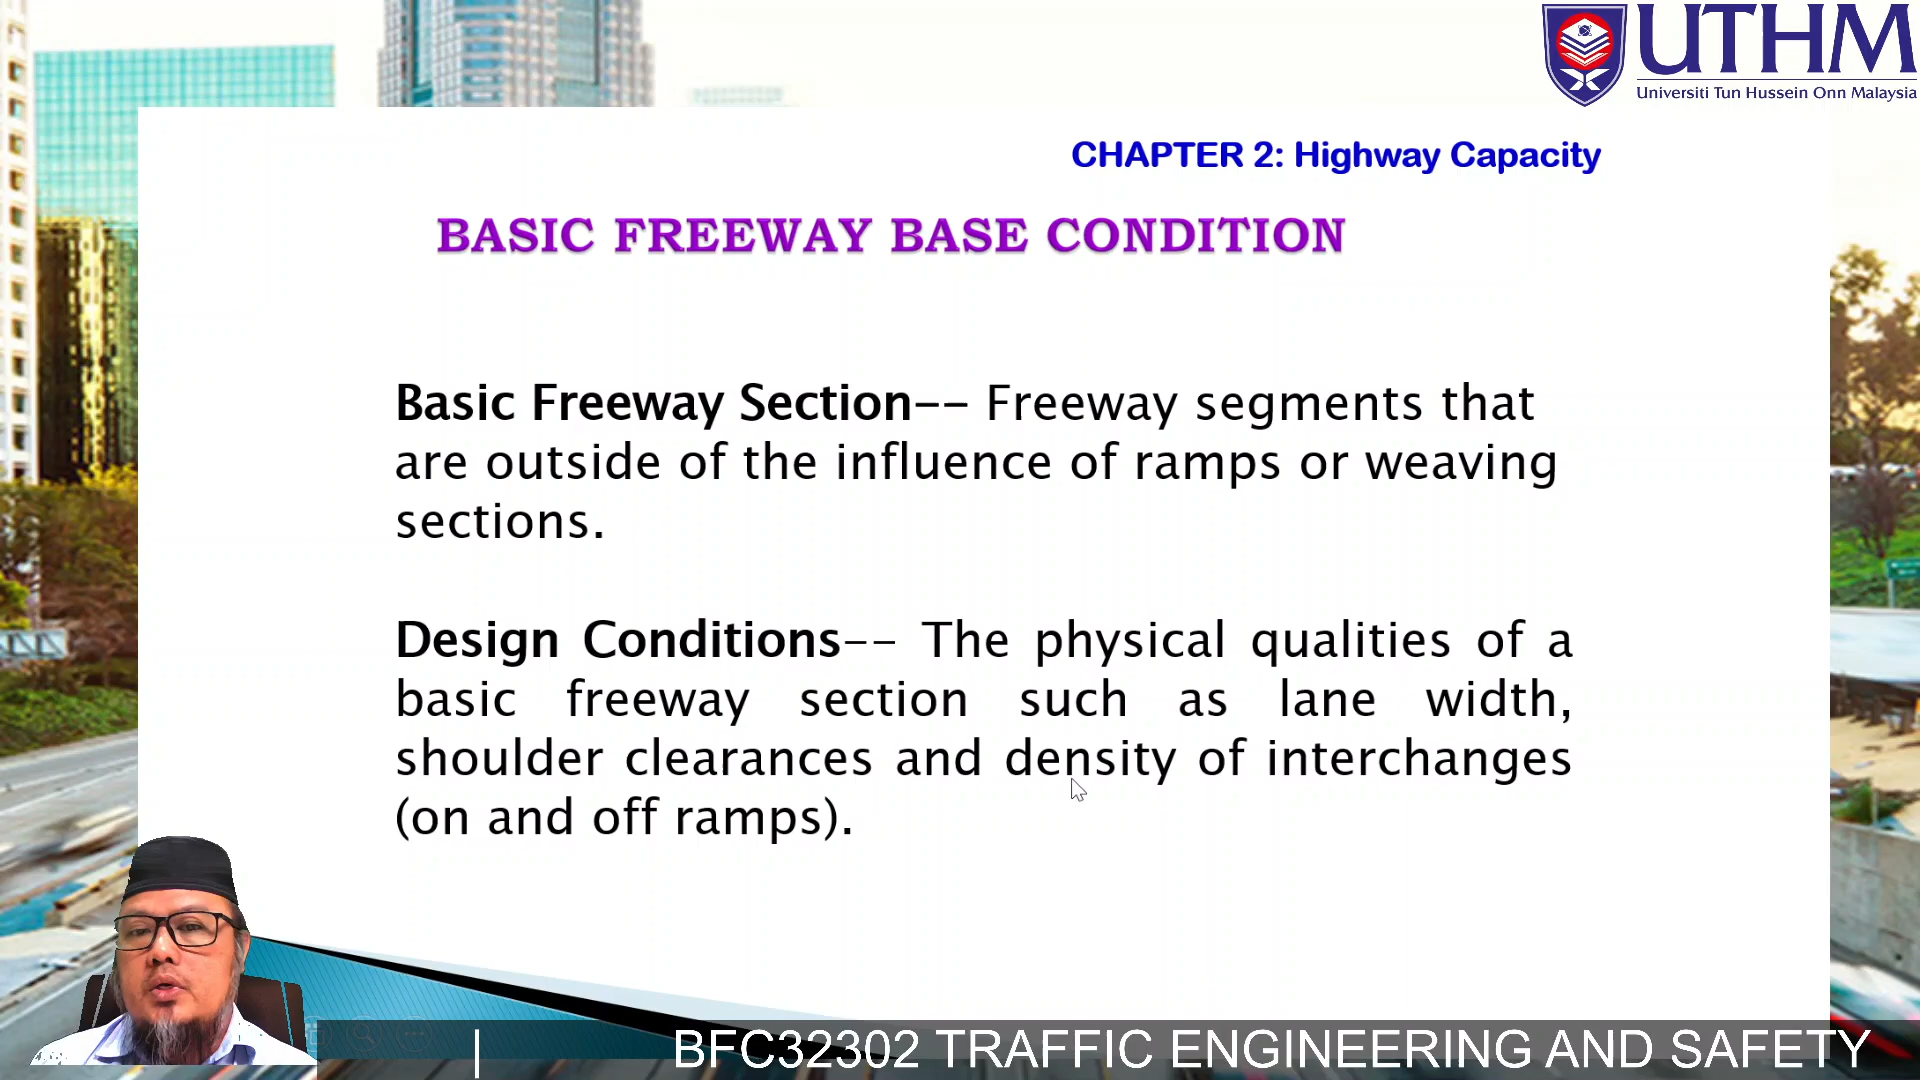 UTHM
Universiti Tun Hussein Onn Malaysia
CHAPTER 2: Highway Capacity
BASIC FREEWAY BASE CONDITION
Basic Freeway Section-- Freeway segments that
are outside of the influence of ramps or weaving
sections.
Design Conditions-- The physical qualities of a
basic freeway section such as lane width,
shoulder clearances and density of interchanges
(on and off ramps).
| BFC32302 TRAFFIC ENGINEERING AND SAFETY